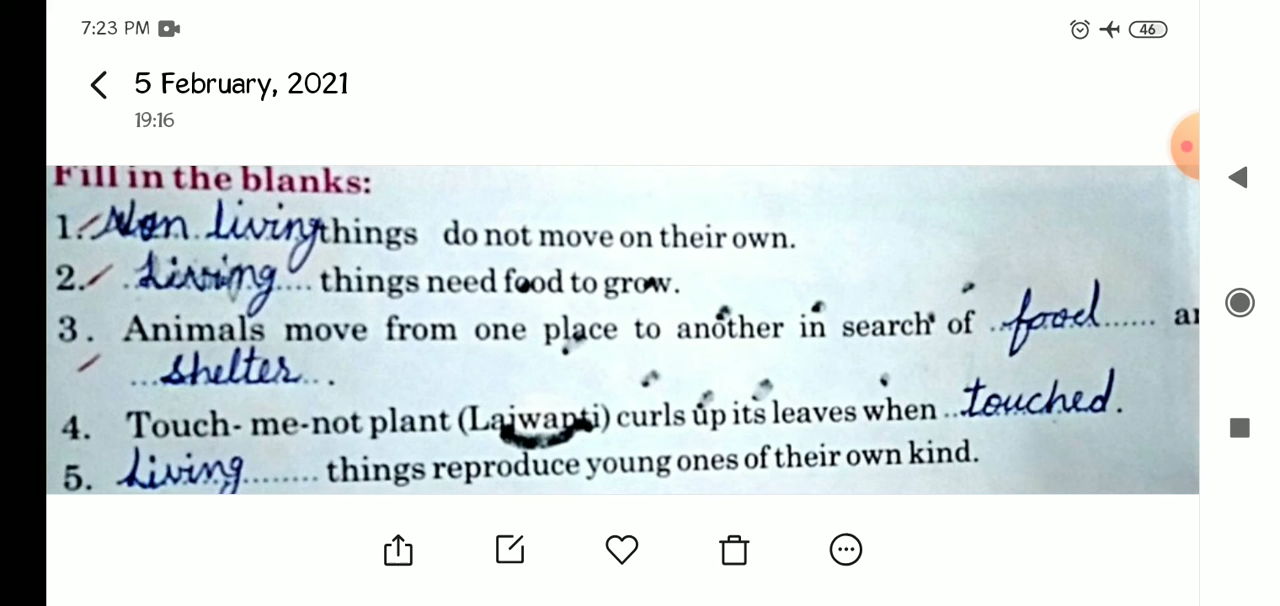 7:23 PM
46
5 February, 2021
19:16
Fill in the blanks:
1. Non living things do not move on their own.
2. Living.... things need food to grow.
3. Animals move from one place to another in search of ..food...... ar
...shelter...
4. Touch-me-not plant (Lajwanti) curls up its leaves when ..touched.
5. Living........ things reproduce young ones of their own kind.